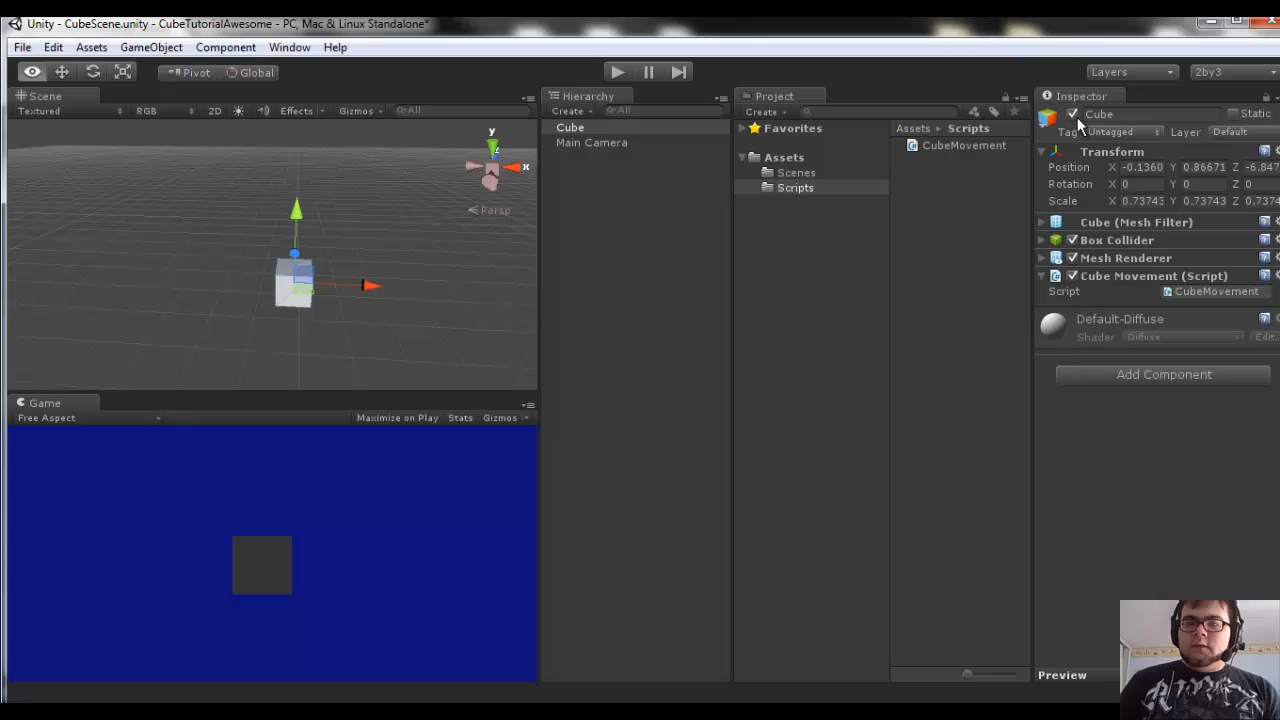 Unity - CubeScene.unity - CubeTutorialAwesome - PC, Mac & Linux Standalone*
File Edit Assets GameObject Component Window Help
Pivot Global Layers 2by3
Scene
Textured RGB 2D Effects Gizmos All
y
x
Persp
Game
Free Aspect Maximize on Play Stats Gizmos
Hierarchy
Create All
Cube
Main Camera
Project
Create
Favorites
Assets
Scenes
Scripts
Assets Scripts
CubeMovement
Inspector
Cube Static
Tag Untagged Layer Default
Transform
Position X -0.1360 Y 0.86671 Z -6.847
Rotation X 0 Y 0 Z 0
Scale X 0.73743 Y 0.73743 Z 0.7374
Cube (Mesh Filter)
Box Collider
Mesh Renderer
Cube Movement (Script)
Script CubeMovement
Default-Diffuse
Shader Diffuse Edit..
Add Component
Preview